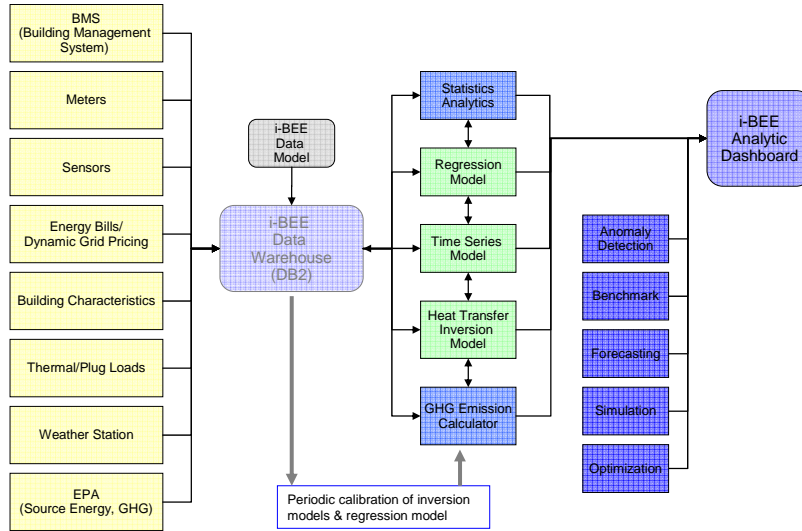 BMS
(Building Management
System)
Meters
Sensors
Energy Bills/
Dynamic Grid Pricing
Building Characteristics
Thermal/Plug Loads
Weather Station
EPA
(Source Energy, GHG)
i-BEE
Data
Model
i-BEE
Data
Warehouse
(DB2)
Statistics
Analytics
Regression
Model
Time Series
Model
Heat Transfer
Inversion
Model
GHG Emission
Calculator
Periodic calibration of inversion
models & regression model
i-BEE
Analytic
Dashboard
Anomaly
Detection
Benchmark
Forecasting
Simulation
Optimization